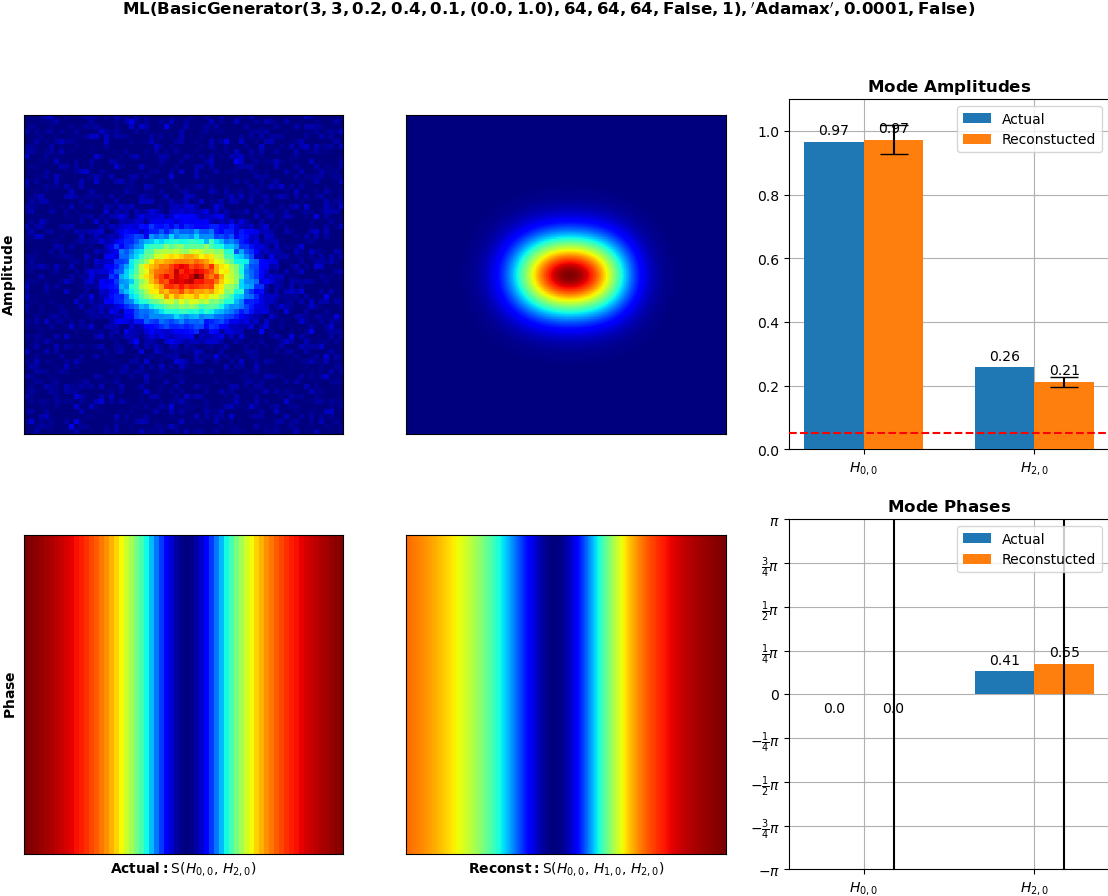 ML(BasicGenerator(3, 3, 0.2, 0.4, 0.1, (0.0, 1.0), 64, 64, 64, False, 1), 'Adamax', 0.0001, False)
Amplitude
Mode Amplitudes
Actual
Reconstucted
1.0
0.8
0.6
0.4
0.2
0.0
0.97
0.97
0.26
0.21
H0,0
H2,0
Phase
Actual: S(H0,0, H2,0)
Reconst: S(H0,0, H1,0, H2,0)
Mode Phases
Actual
Reconstucted
π
3/4π
1/2π
1/4π
0
−1/4π
−1/2π
−3/4π
−π
0.0
0.0
0.41
0.55
H0,0
H2,0